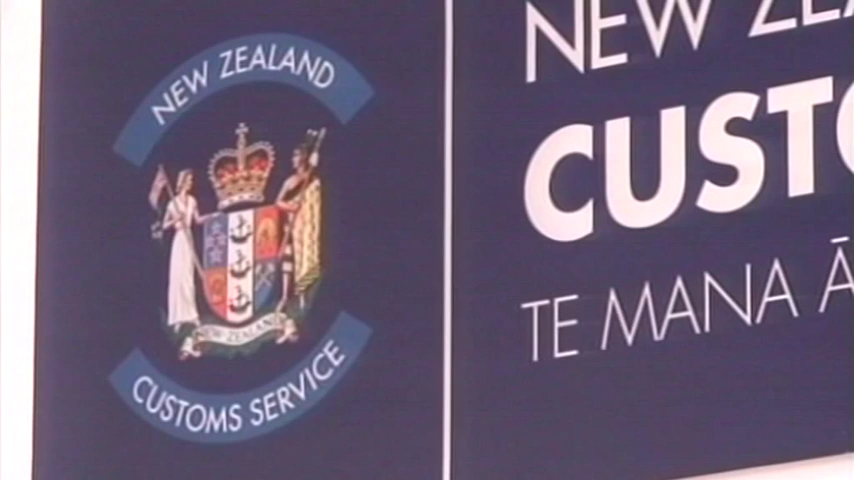 NEW ZEALAND
NEW ZEALAND
CUSTOMS SERVICE
NEW ZEA
CUSTO
TE MANA Ā